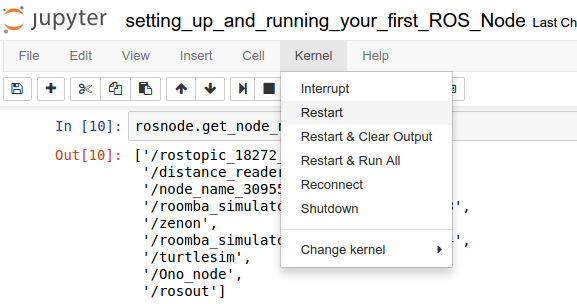 jupyter setting_up_and_running_your_first_ROS_Node Last Ch
File Edit View Insert Cell Kernel Help
Interrupt
Restart
Restart & Clear Output
Restart & Run All
Reconnect
Shutdown
Change kernel
In [10]: rosnode.get_node_n
Out[10]: ['/rostopic_18272_
'/distance_reader
'/node_name_30955
'/roomba_simulato 3',
'/zenon',
'/roomba_simulato ',
'/turtlesim',
'/Ono_node',
'/rosout']